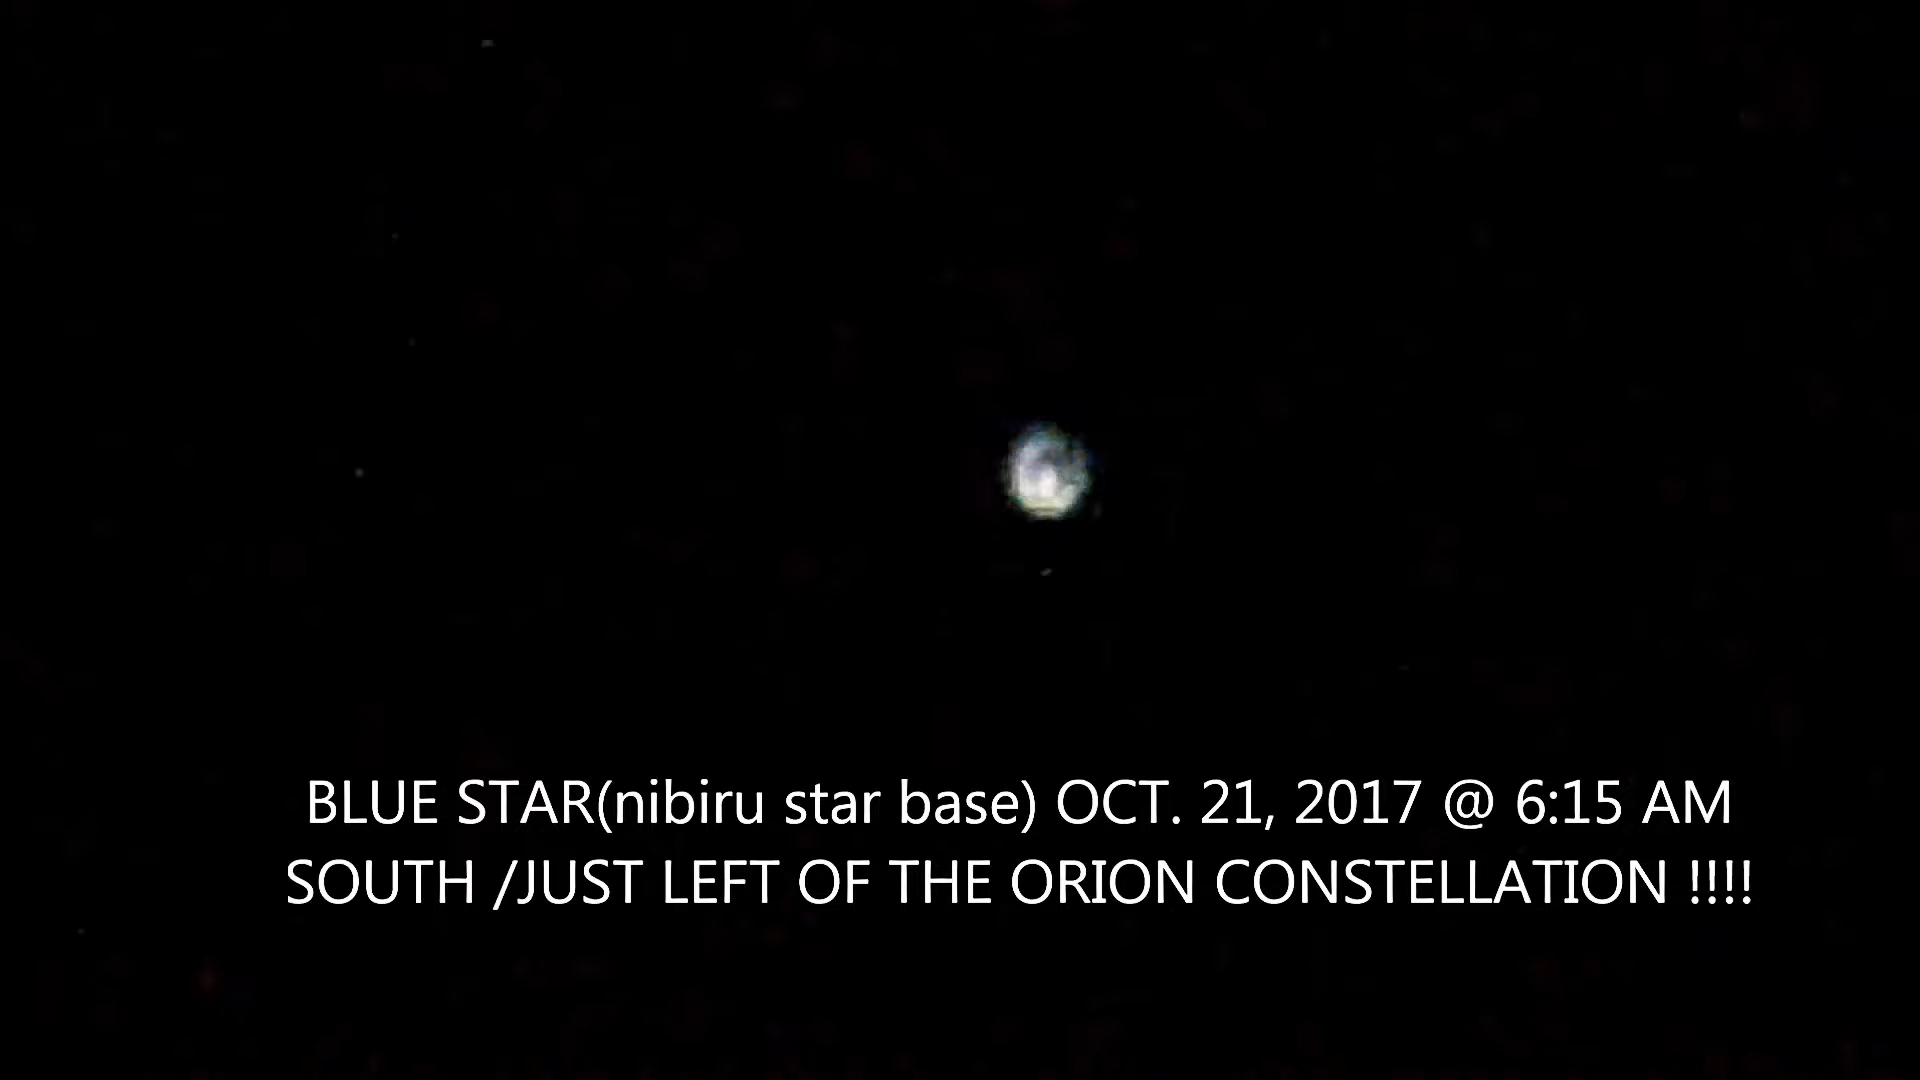 BLUE STAR(nibiru star base) OCT. 21, 2017 @ 6:15 AM
SOUTH /JUST LEFT OF THE ORION CONSTELLATION !!!!